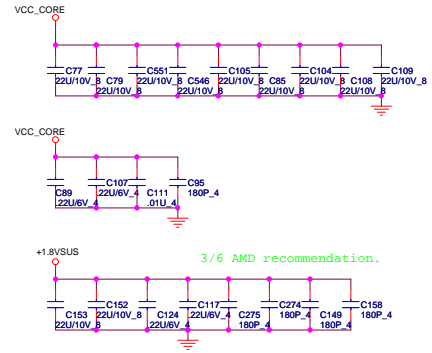 VCC_CORE
C77 C551 C105 C104 C109
22U/10V_8 22U/10V_8 22U/10V_8 22U/10V_8 22U/10V_8
C79 C546 C85 C108
22U/10V_8 22U/10V_8 22U/10V_8 22U/10V_8
VCC_CORE
C107 C95
C89 .22U/6V_4 C111 180P_4
.22U/6V_4 .01U_4
+1.8VSUS
3/6 AMD recommendation.
C152 C117 C274 C158
C153 22U/10V_8 C124 .22U/6V_4 C275 180P_4 C149 180P_4
22U/10V_8 .22U/6V_4 180P_4 180P_4